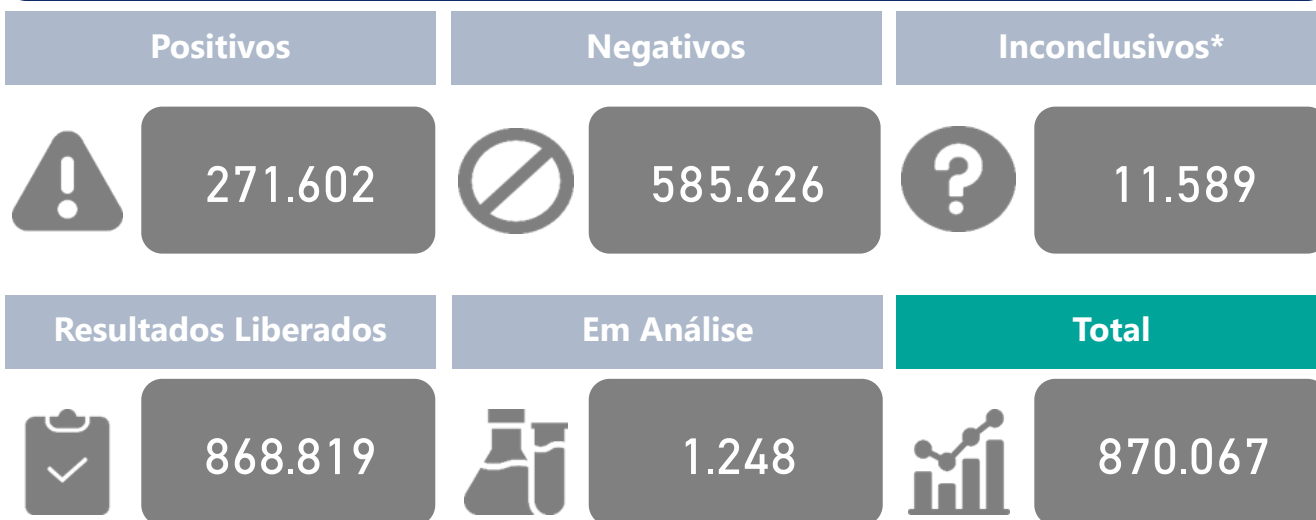 Positivos
Negativos
Inconclusivos*
271.602
585.626
11.589
Resultados Liberados
Em Análise
Total
868.819
1.248
870.067